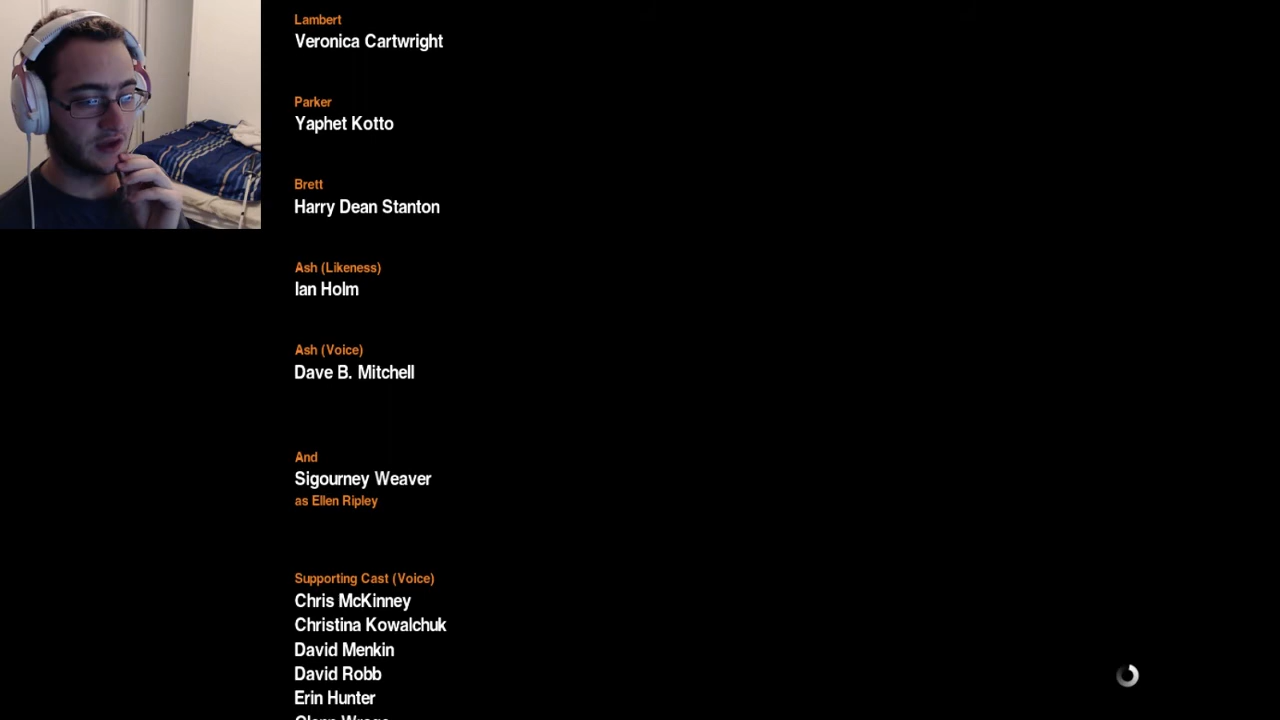 Lambert
Veronica Cartwright
Parker
Yaphet Kotto
Brett
Harry Dean Stanton
Ash (Likeness)
Ian Holm
Ash (Voice)
Dave B. Mitchell
And
Sigourney Weaver
as Ellen Ripley
Supporting Cast (Voice)
Chris McKinney
Christina Kowalchuk
David Menkin
David Robb
Erin Hunter